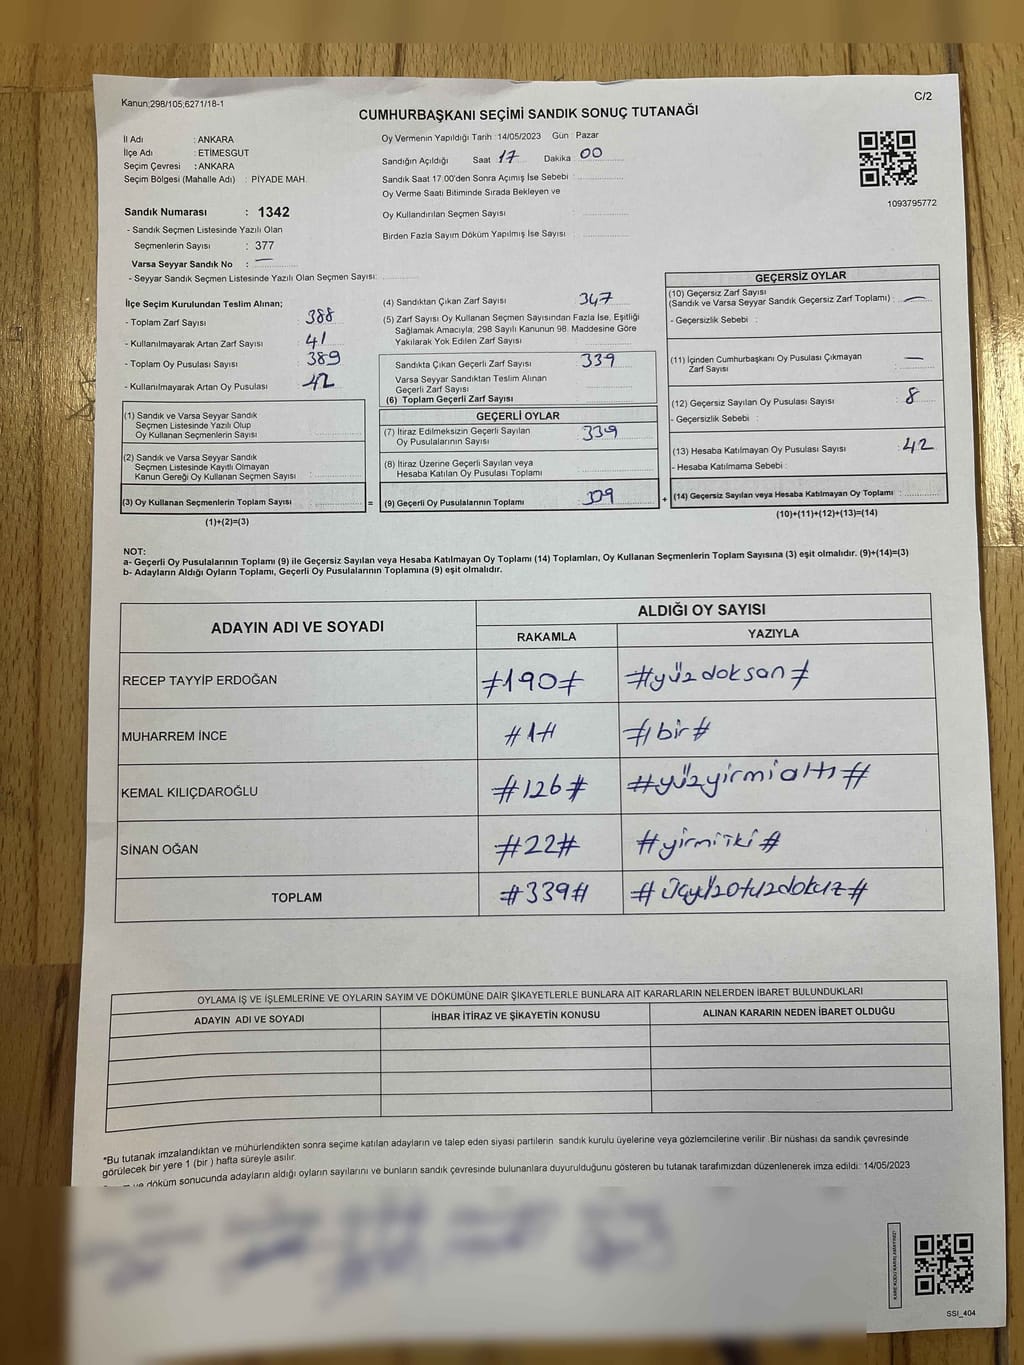 Kanun;298/105,6271/18-1
C/2
CUMHURBAŞKANI SEÇİMİ SANDIK SONUÇ TUTANAĞI
İl Adı : ANKARA
İlçe Adı : ETİMESGUT
Seçim Çevresi : ANKARA
Seçim Bölgesi (Mahalle Adı) : PİYADE MAH.
Oy Vermenin Yapıldığı Tarih :14/05/2023 Gün : Pazar
Sandığın Açıldığı Saat 17 Dakika 00
Sandık Saat 17.00'den Sonra Açımış İse Sebebi :
Oy Verme Saati Bitiminde Sırada Bekleyen ve
Oy Kullandırılan Seçmen Sayısı :
Birden Fazla Sayım Döküm Yapılmış İse Sayısı :
1093795772
Sandık Numarası : 1342
- Sandık Seçmen Listesinde Yazılı Olan
Seçmenlerin Sayısı : 377
Varsa Seyyar Sandık No : —
- Seyyar Sandık Seçmen Listesinde Yazılı Olan Seçmen Sayısı:
İlçe Seçim Kurulundan Teslim Alınan;
- Toplam Zarf Sayısı : 388
- Kullanılmayarak Artan Zarf Sayısı : 41
- Toplam Oy Pusulası Sayısı : 389
- Kullanılmayarak Artan Oy Pusulası : 42
(1) Sandık ve Varsa Seyyar Sandık
Seçmen Listesinde Yazılı Olup
Oy Kullanan Seçmenlerin Sayısı :
(2) Sandık ve Varsa Seyyar Sandık
Seçmen Listesinde Kayıtlı Olmayan
Kanun Gereği Oy Kullanan Seçmen Sayısı :
(3) Oy Kullanan Seçmenlerin Toplam Sayısı : =
(1)+(2)=(3)
(4) Sandıktan Çıkan Zarf Sayısı : 347
(5) Zarf Sayısı Oy Kullanan Seçmen Sayısından Fazla İse, Eşitliği
Sağlamak Amacıyla, 298 Sayılı Kanunun 98. Maddesine Göre
Yakılarak Yok Edilen Zarf Sayısı :
Sandıkta Çıkan Geçerli Zarf Sayısı : 339
Varsa Seyyar Sandıktan Teslim Alınan
Geçerli Zarf Sayısı :
(6) Toplam Geçerli Zarf Sayısı :
GEÇERLİ OYLAR
(7) İtiraz Edilmeksizin Geçerli Sayılan
Oy Pusulalarının Sayısı : 339
(8) İtiraz Üzerine Geçerli Sayılan veya
Hesaba Katılan Oy Pusulası Toplamı :
(9) Geçerli Oy Pusulalarının Toplamı : 339 +
GEÇERSİZ OYLAR
(10) Geçersiz Zarf Sayısı
(Sandık ve Varsa Seyyar Sandık Geçersiz Zarf Toplamı) : —
- Geçersizlik Sebebi :
(11) İçinden Cumhurbaşkanı Oy Pusulası Çıkmayan
Zarf Sayısı : —
(12) Geçersiz Sayılan Oy Pusulası Sayısı : 8
- Geçersizlik Sebebi :
(13) Hesaba Katılmayan Oy Pusulası Sayısı : 42
- Hesaba Katılmama Sebebi :
(14) Geçersiz Sayılan veya Hesaba Katılmayan Oy Toplamı :
(10)+(11)+(12)+(13)=(14)
NOT:
a- Geçerli Oy Pusulalarının Toplamı (9) ile Geçersiz Sayılan veya Hesaba Katılmayan Oy Toplamı (14) Toplamları, Oy Kullanan Seçmenlerin Toplam Sayısına (3) eşit olmalıdır. (9)+(14)=(3)
b- Adayların Aldığı Oyların Toplamı, Geçerli Oy Pusulalarının Toplamına (9) eşit olmalıdır.
ADAYIN ADI VE SOYADI
ALDIĞI OY SAYISI
RAKAMLA YAZIYLA
RECEP TAYYİP ERDOĞAN #190# #yüzdoksan#
MUHARREM İNCE #1# #bir#
KEMAL KILIÇDAROĞLU #126# #yüzyirmialtı#
SİNAN OĞAN #22# #yirmiiki#
TOPLAM #339# #üçyüzotuzdokuz#
OYLAMA İŞ VE İŞLEMLERİNE VE OYLARIN SAYIM VE DÖKÜMÜNE DAİR ŞİKAYETLERLE BUNLARA AİT KARARLARIN NELERDEN İBARET BULUNDUKLARI
ADAYIN ADI VE SOYADI İHBAR İTİRAZ VE ŞİKAYETİN KONUSU ALINAN KARARIN NEDEN İBARET OLDUĞU
*Bu tutanak imzalandıktan ve mühürlendikten sonra seçime katılan adayların ve talep eden siyasi partilerin sandık kurulu üyelerine veya gözlemcilerine verilir .Bir nüshası da sandık çevresinde
görülecek bir yere 1 (bir ) hafta süreyle asılır.
ve döküm sonucunda adayların aldığı oyların sayılarını ve bunların sandık çevresinde bulunanlara duyurulduğunu gösteren bu tutanak tarafımızdan düzenlenerek imza edildi: 14/05/2023
SSI_404